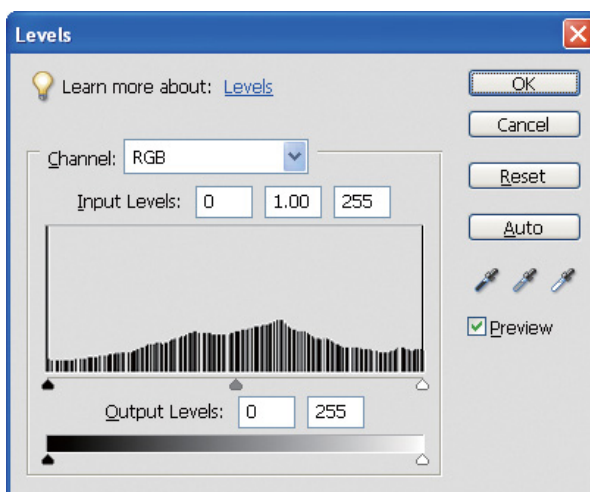 Levels
Learn more about: Levels
OK
Cancel
Channel: RGB
Reset
Input Levels: 0 1.00 255
Auto
Preview
Output Levels: 0 255